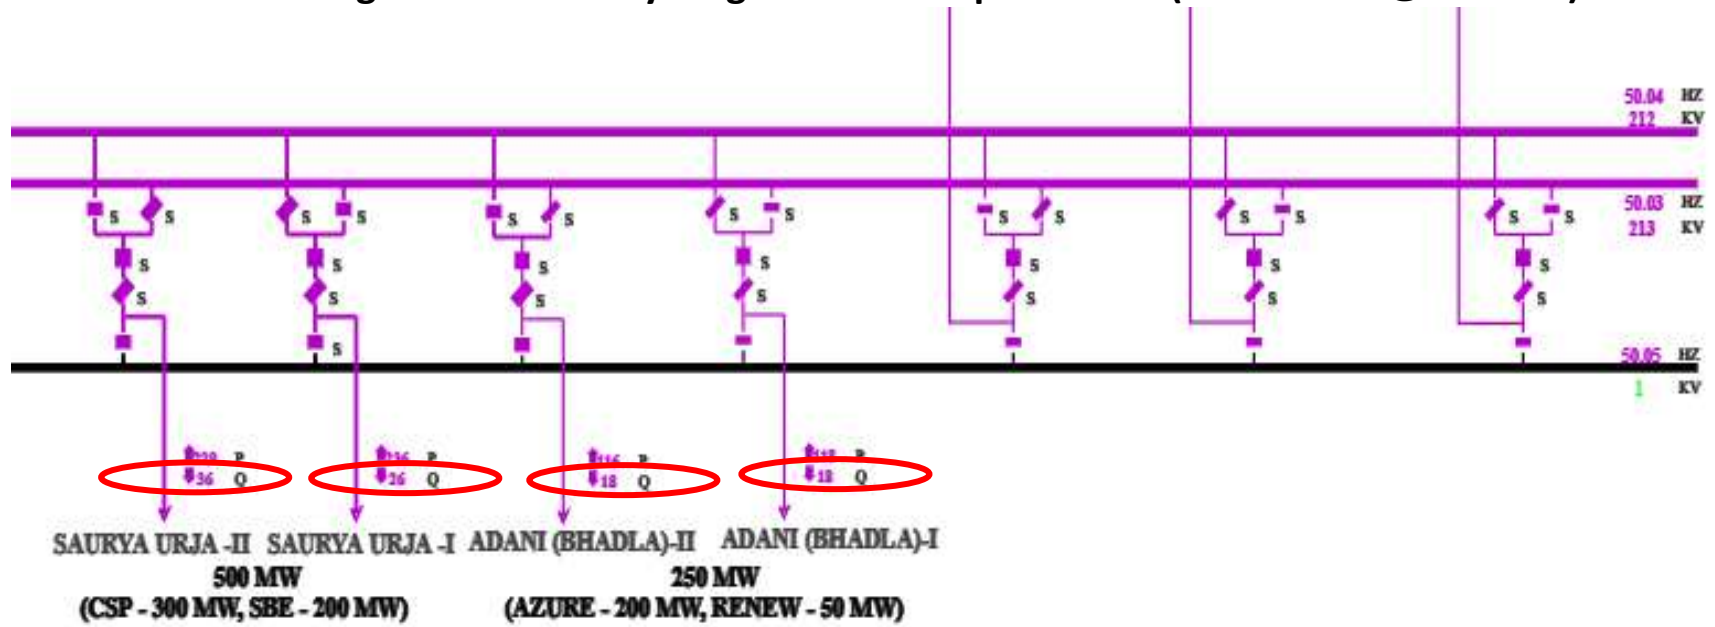 50.04 HZ
212 KV
S S S S S S S S S S S S S S
50.03 HZ
213 KV
S S S S S S S
S S S S S S S
S
50.05 HZ
1 KV
P P P P
36 Q 26 Q 18 Q 18 Q
SAURYA URJA -II SAURYA URJA -I ADANI (BHADLA)-II ADANI (BHADLA)-I
500 MW 250 MW
(CSP - 300 MW, SBE - 200 MW) (AZURE - 200 MW, RENEW - 50 MW)